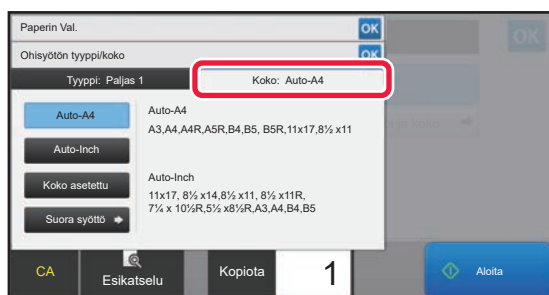 Paperin Val.
OK
Ohisyötön tyyppi/koko
OK
Tyyppi: Paljas 1
Koko: Auto-A4
Auto-A4
Auto-A4
A3,A4,A4R,A5R,B4,B5, B5R,11x17,8½ x11
Auto-Inch
Auto-Inch
Koko asetettu
11x17, 8½ x14,8½ x11, 8½ x11R,
7¼ x 10½R,5½ x8½R,A3,A4,B4,B5
Suora syöttö
OK
ja koko
CA
Esikatselu
Kopiota
1
Aloita